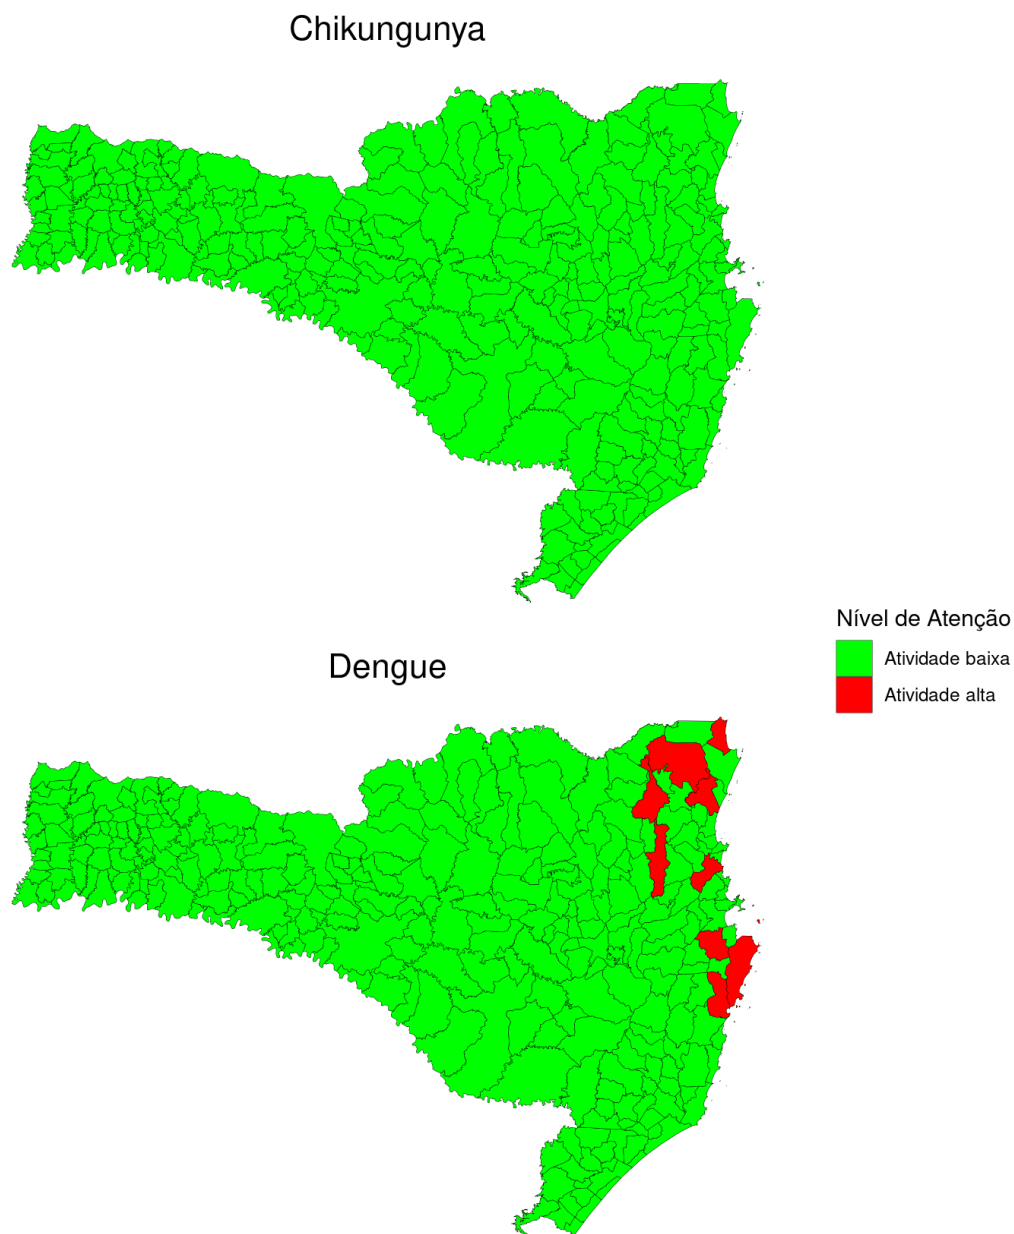 Chikungunya
Nível de Atenção
Atividade baixa
Atividade alta
Dengue